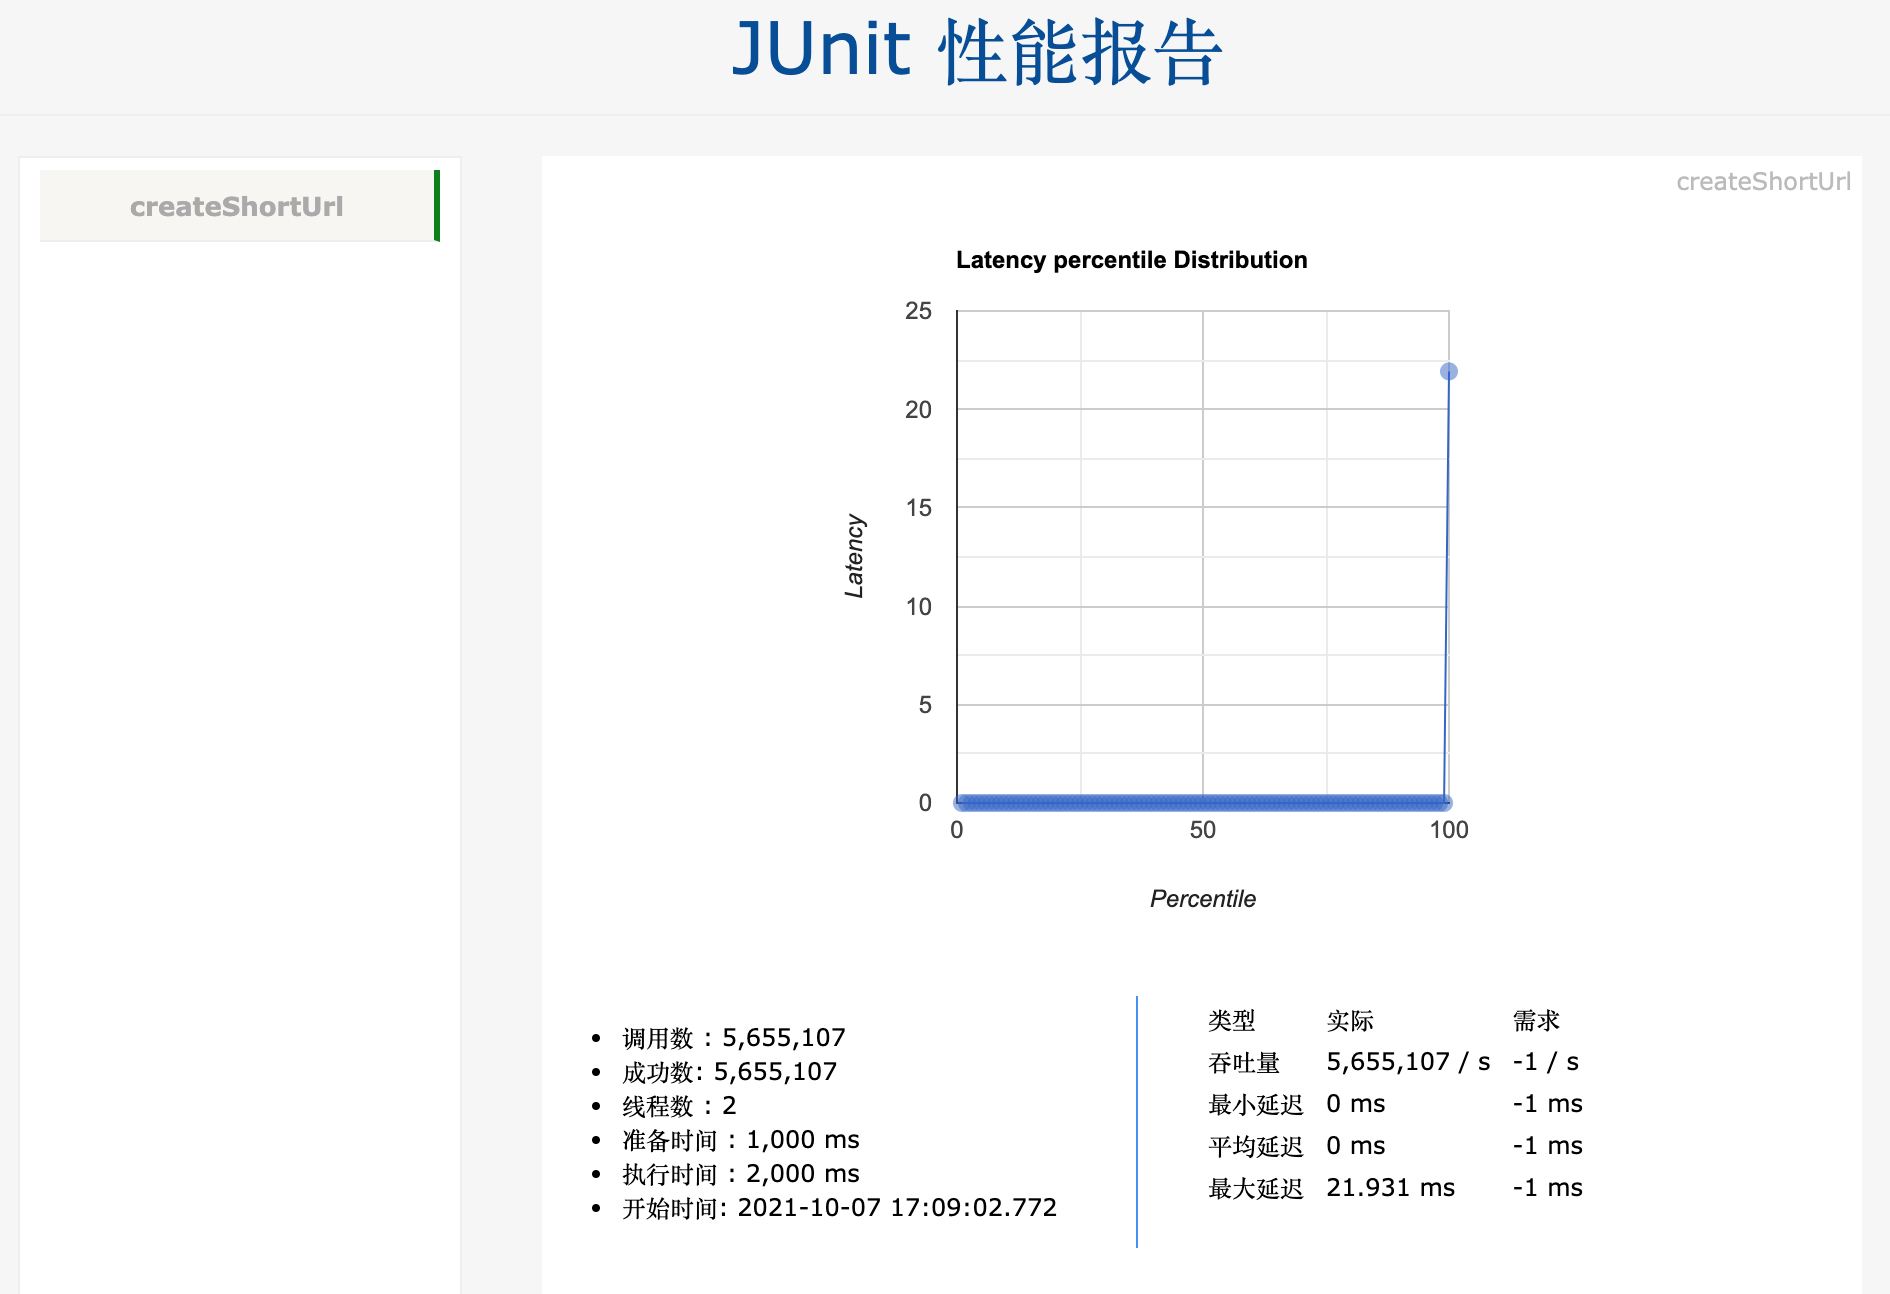 JUnit 性能报告
createShortUrl
createShortUrl
Latency percentile Distribution
25
20
15
10
5
0
Latency
0 50 100
Percentile
调用数 : 5,655,107
成功数: 5,655,107
线程数 : 2
准备时间 : 1,000 ms
执行时间 : 2,000 ms
开始时间: 2021-10-07 17:09:02.772
类型 实际 需求
吞吐量 5,655,107 / s -1 / s
最小延迟 0 ms -1 ms
平均延迟 0 ms -1 ms
最大延迟 21.931 ms -1 ms